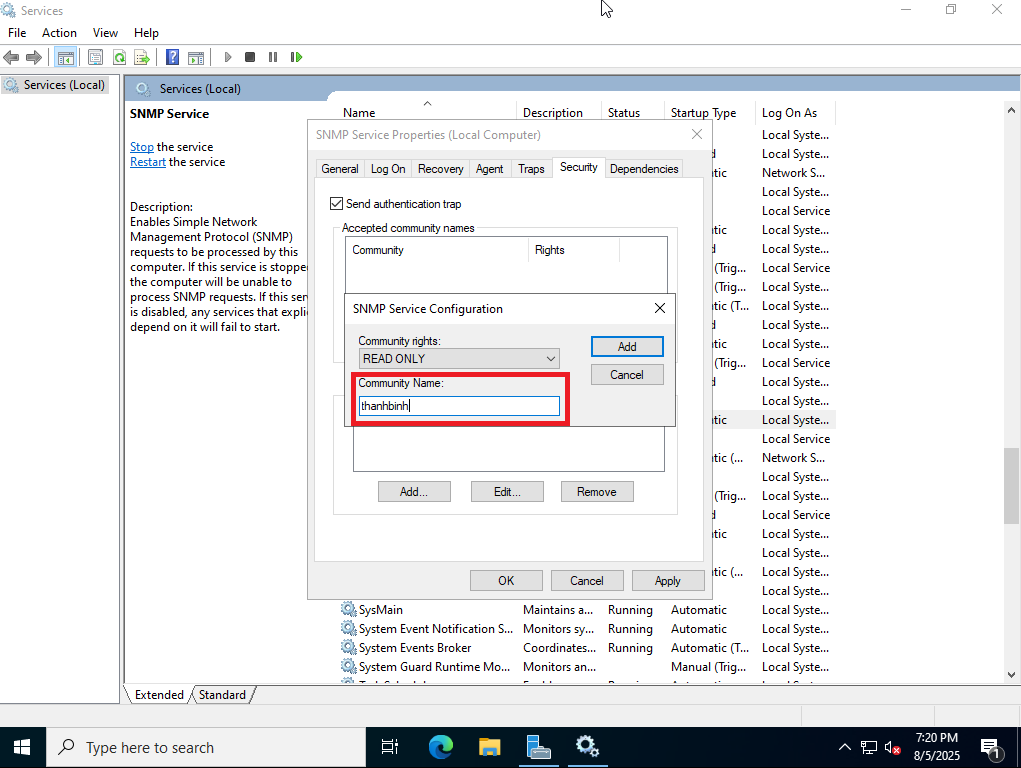 Services
File Action View Help
Services (Local)
Services (Local)
SNMP Service
Stop the service
Restart the service
Description:
Enables Simple Network
Management Protocol (SNMP)
requests to be processed by this
computer. If this service is stoppe
the computer will be unable to
process SNMP requests. If this ser
is disabled, any services that expli
depend on it will fail to start.
Name Description Status Startup Type Log On As
Local Syste...
Local Syste...
tic Network S...
Local Syste...
Local Service
tic Local Syste...
Local Syste...
(Trig... Local Service
(Trig... Local Syste...
tic (T... Local Syste...
Local Syste...
tic Local Syste...
(Trig... Local Service
Local Syste...
Local Syste...
tic Local Syste...
Local Service
tic (... Network S...
Local Syste...
(Trig... Local Syste...
Local Service
tic Local Syste...
Local Syste...
tic (... Local Syste...
Local Syste...
SysMain Maintains a... Running Automatic Local Syste...
System Event Notification S... Monitors sy... Running Automatic Local Syste...
System Events Broker Coordinates... Running Automatic (T... Local Syste...
System Guard Runtime Mo... Monitors an... Manual (Trig... Local Syste...
SNMP Service Properties (Local Computer)
General Log On Recovery Agent Traps Security Dependencies
Send authentication trap
Accepted community names
Community Rights
SNMP Service Configuration
Community rights:
READ ONLY
Add
Cancel
Community Name:
thanhbinh
Add... Edit... Remove
OK Cancel Apply
Extended Standard
Type here to search
7:20 PM
8/5/2025
1